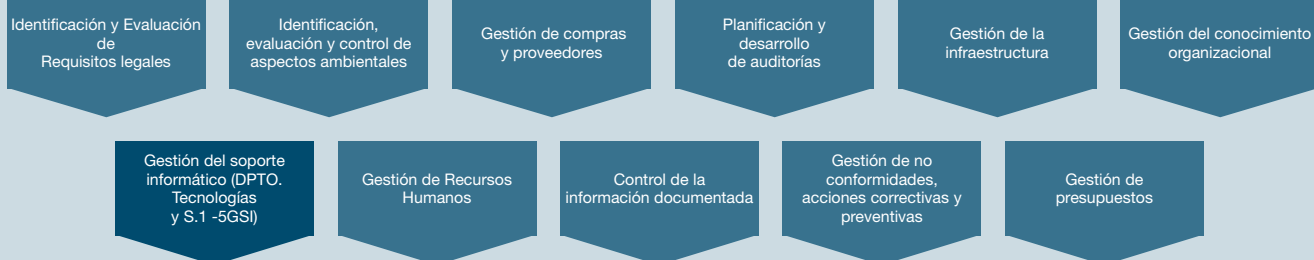 Identificación y Evaluación
de
Requisitos legales
Identificación,
evaluación y control de
aspectos ambientales
Gestión de compras
y proveedores
Planificación y
desarrollo
de auditorías
Gestión de la
infraestructura
Gestión del conocimiento
organizacional
Gestión del soporte
informático (DPTO.
Tecnologías
y S.1 -5GSI)
Gestión de Recursos
Humanos
Control de la
información documentada
Gestión de no
conformidades,
acciones correctivas y
preventivas
Gestión de
presupuestos